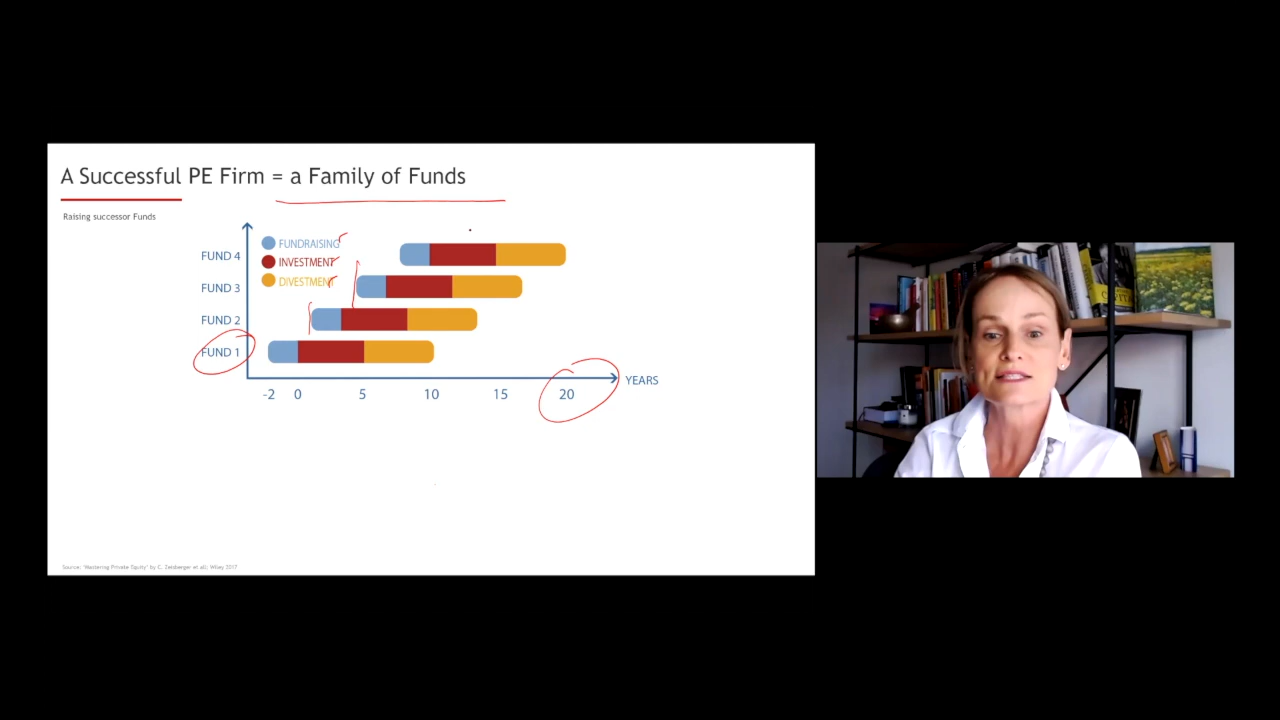 A Successful PE Firm = a Family of Funds
Raising successor Funds
FUNDRAISING
INVESTMENT
DIVESTMENT
FUND 4
FUND 3
FUND 2
FUND 1
-2 0 5 10 15 20
YEARS
Source: 'Mastering Private Equity' by C. Zeisberger et all: Wiley 2017